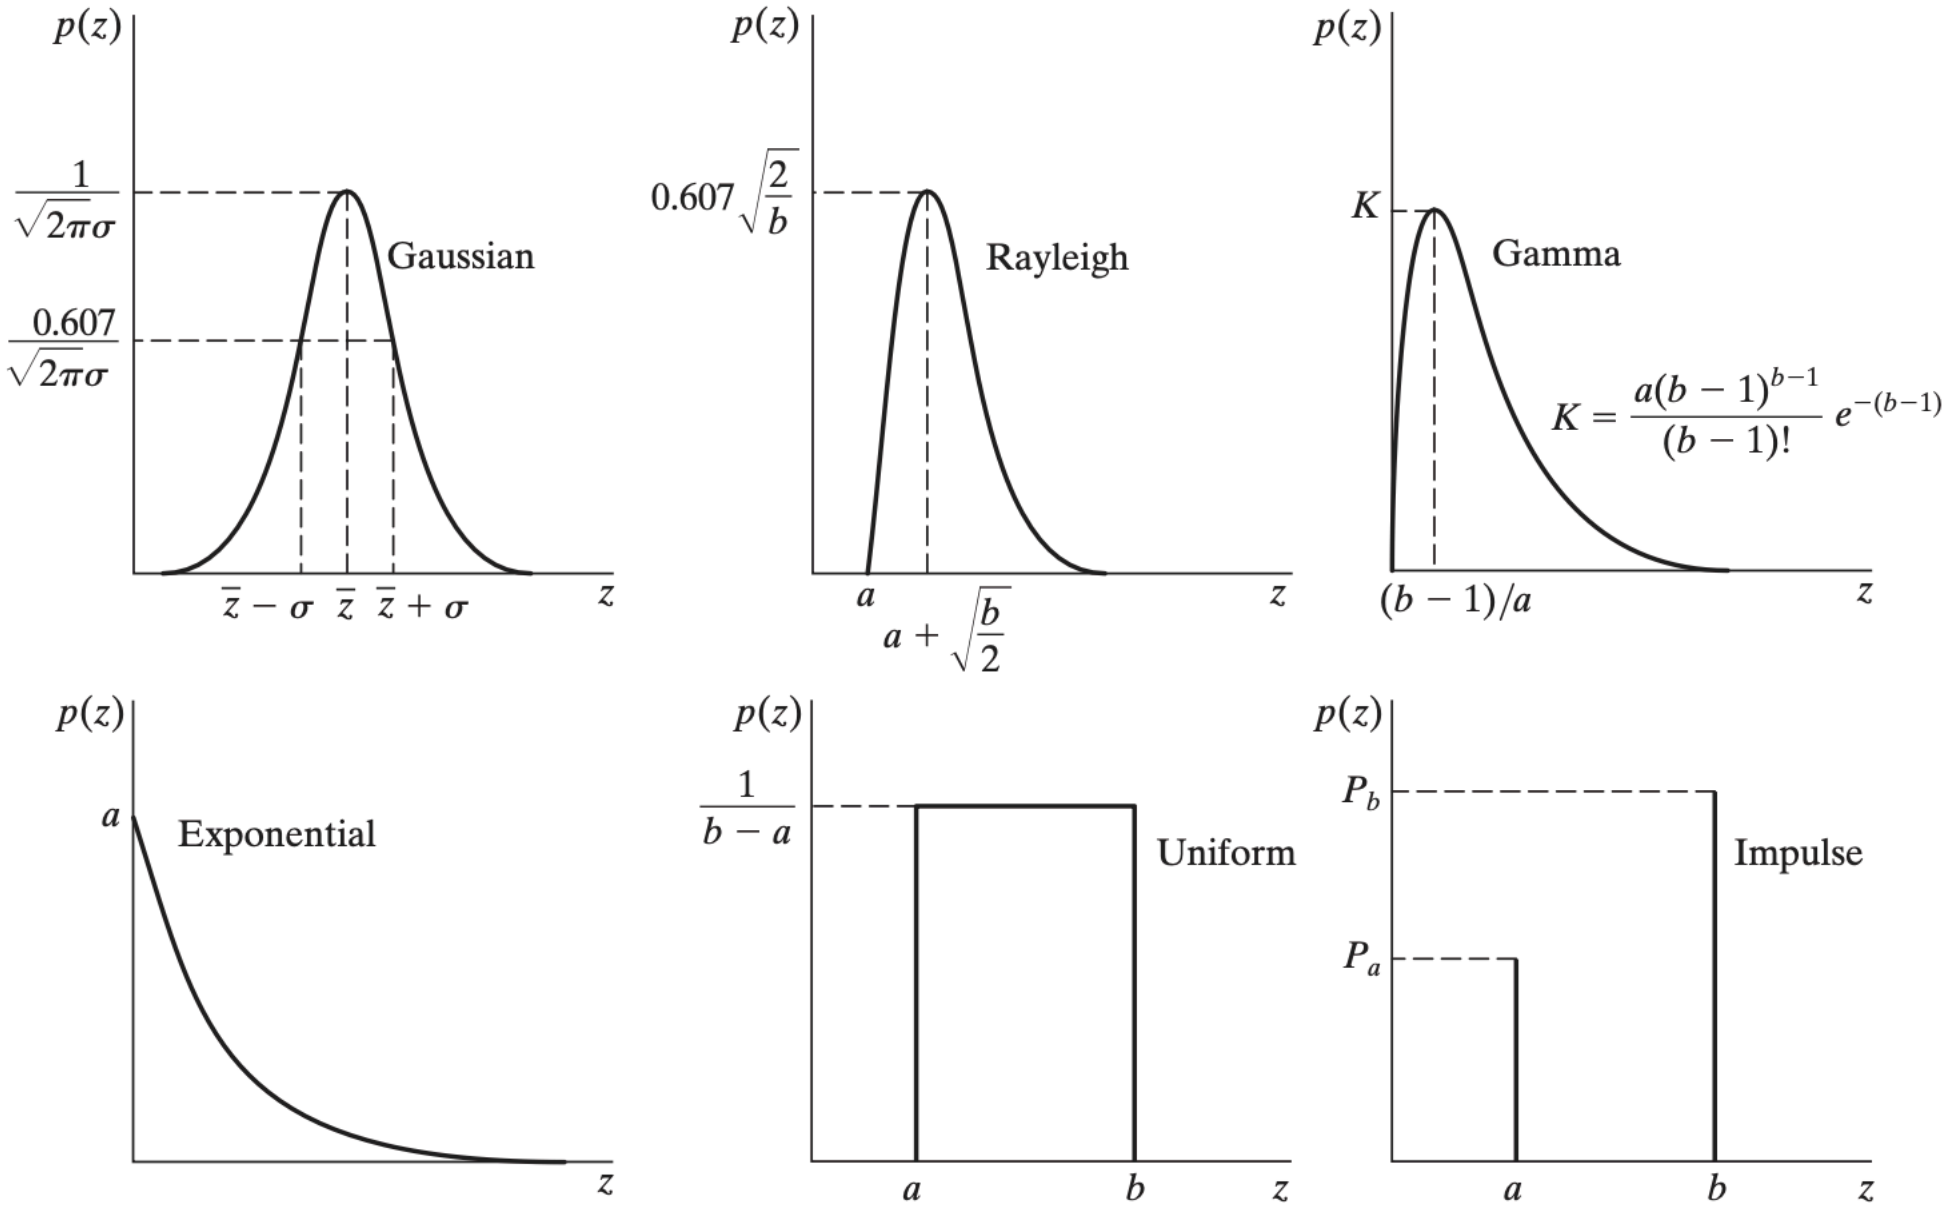 p(z)
1/√2πσ
Gaussian
0.607/√2πσ
z̄ − σ z̄ z̄ + σ z
p(z)
0.607 √2/b
Rayleigh
a z
a + √b/2
p(z)
K
Gamma
K = a(b − 1)^b−1/(b − 1)! e^−(b−1)
(b − 1)/a z
p(z)
a
Exponential
z
p(z)
1/b − a
Uniform
a b z
p(z)
P_b
Impulse
P_a
a b z